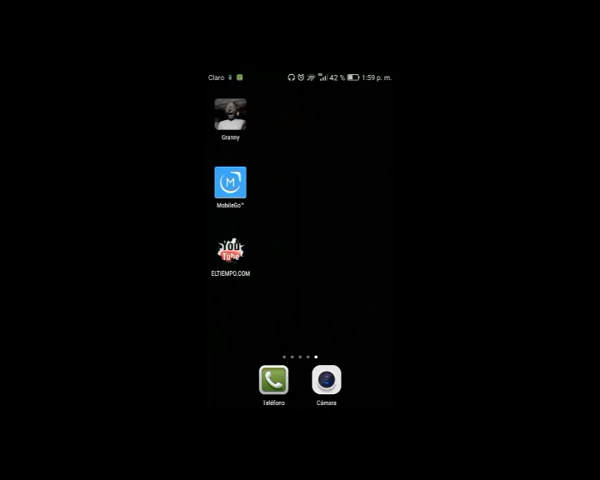 Claro 42 % 1:59 p. m.
Granny
M
MobileGo™
You
Tube
ELTIEMPO.COM
Teléfono
Cámara